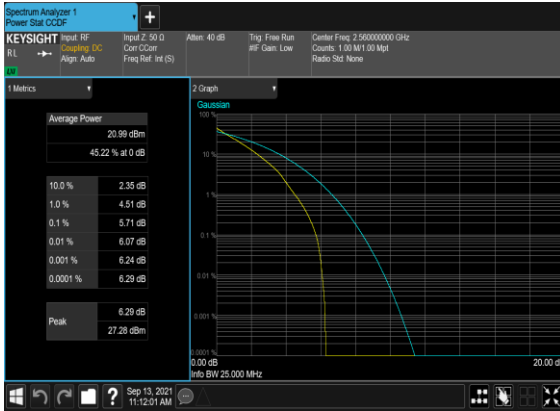 Spectrum Analyzer 1
Power Stat CCDF
KEYSIGHT
RL
Input: RF
Coupling: DC
Align: Auto
Input Z: 50 Ω
Corr CCorr
Freq Ref: Int (S)
Atten: 40 dB
Trig: Free Run
#IF Gain: Low
Center Freq: 2.560000000 GHz
Counts: 1.00 M/1.00 Mpt
Radio Std: None
1 Metrics
Average Power
20.99 dBm
45.22 % at 0 dB
10.0 % 2.35 dB
1.0 % 4.51 dB
0.1 % 5.71 dB
0.01 % 6.07 dB
0.001 % 6.24 dB
0.0001 % 6.29 dB
Peak
6.29 dB
27.28 dBm
2 Graph
Gaussian
100 %
10 %
1 %
0.1 %
0.01 %
0.001 %
0.0001 %
0.00 dB
20.00 d
Info BW 25.000 MHz
Sep 13, 2021
11:12:01 AM